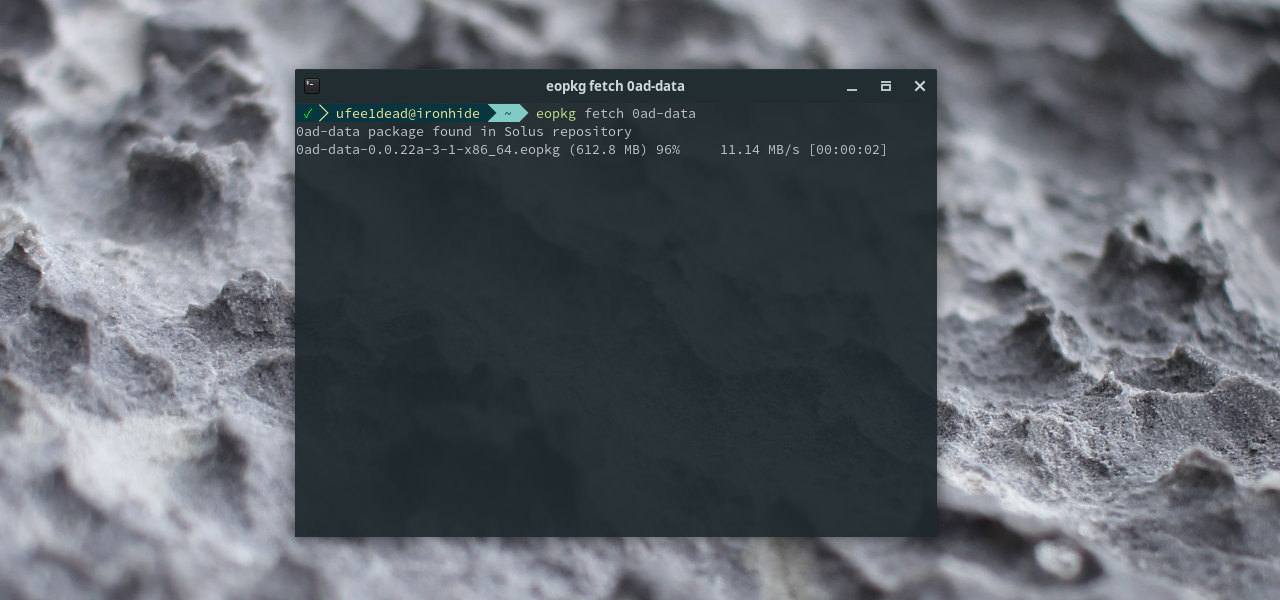 eopkg fetch 0ad-data
✓ ufee1dead@ironhide ~ eopkg fetch 0ad-data
0ad-data package found in Solus repository
0ad-data-0.0.22a-3-1-x86_64.eopkg (612.8 MB) 96% 11.14 MB/s [00:00:02]